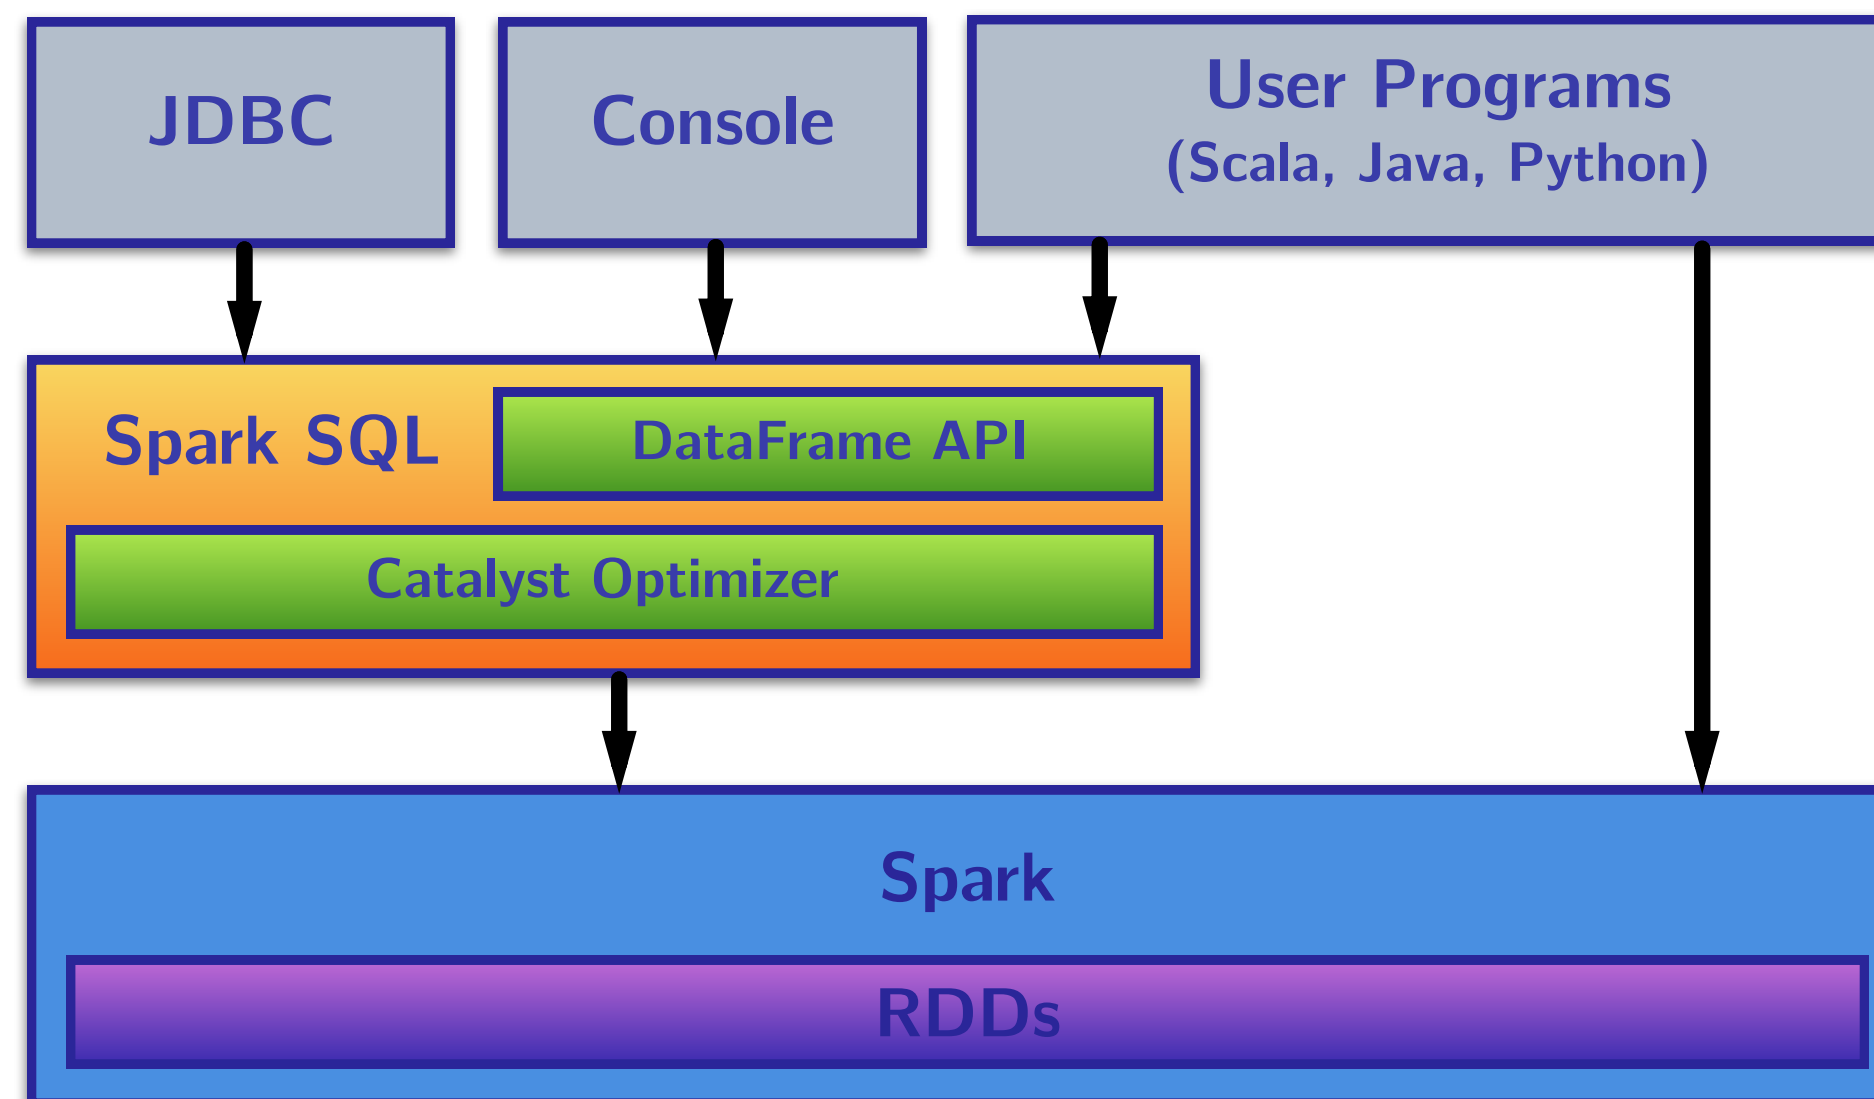 JDBC
Console
User Programs
(Scala, Java, Python)
Spark SQL
DataFrame API
Catalyst Optimizer
Spark
RDDs